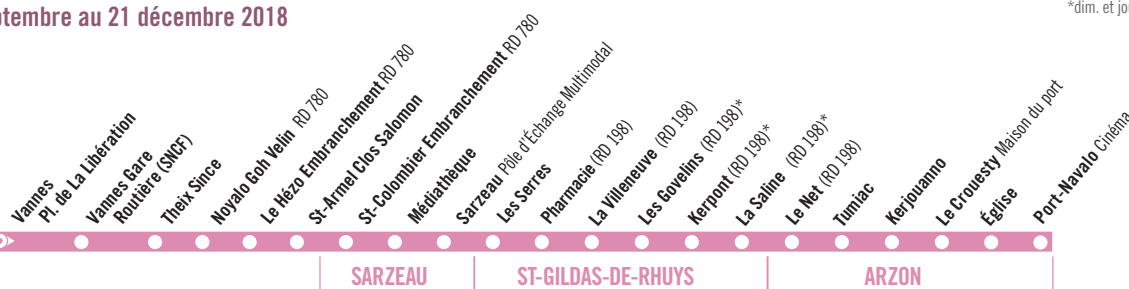 septembre au 21 décembre 2018
*dim. et
Vannes
Pl. de La Libération
Vannes Gare
Routière (SNCF)
Theix Since
Noyalo Goh Velin RD 780
Le Hézo Embranchement RD 780
St-Armel Clos Salomon
St-Colombier Embranchement RD 780
Médiathèque
Sarzeau Pôle d'Échange Multimodal
Les Serres
Pharmacie (RD 198)
La Villeneuve (RD 198)
Les Govelins (RD 198)*
Kerpont (RD 198)*
La Saline (RD 198)*
Le Net (RD 198)
Tumiac
Kerjouanno
Le Crouesty Maison du port
Église
Port-Navalo Cinéma
SARZEAU
ST-GILDAS-DE-RHUYS
ARZON